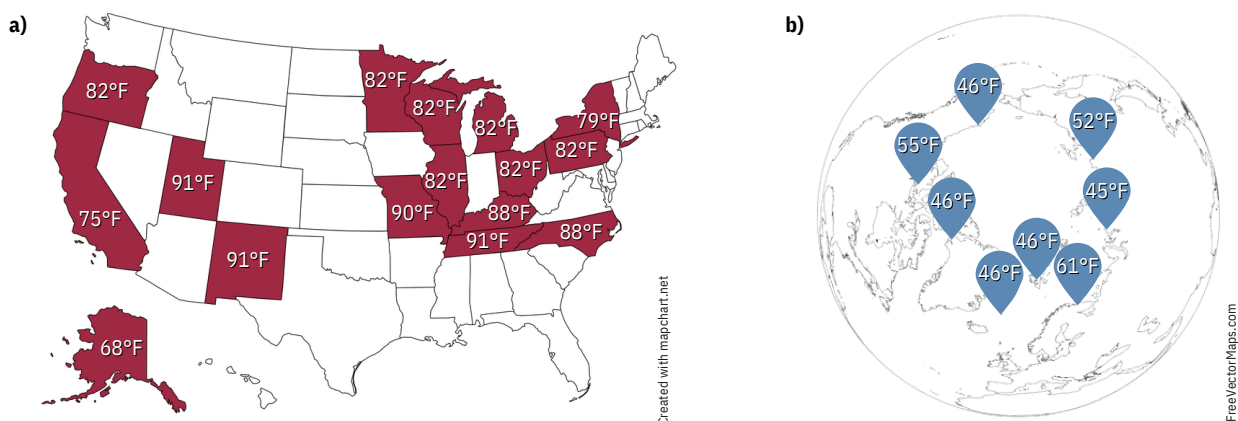 a)
82°F
75°F
91°F
91°F
82°F
82°F
82°F
82°F
90°F
82°F
88°F
91°F
88°F
82°F
79°F
68°F
Created with mapchart.net
b)
46°F
52°F
55°F
45°F
46°F
46°F
46°F
61°F
FreeVectorMaps.com